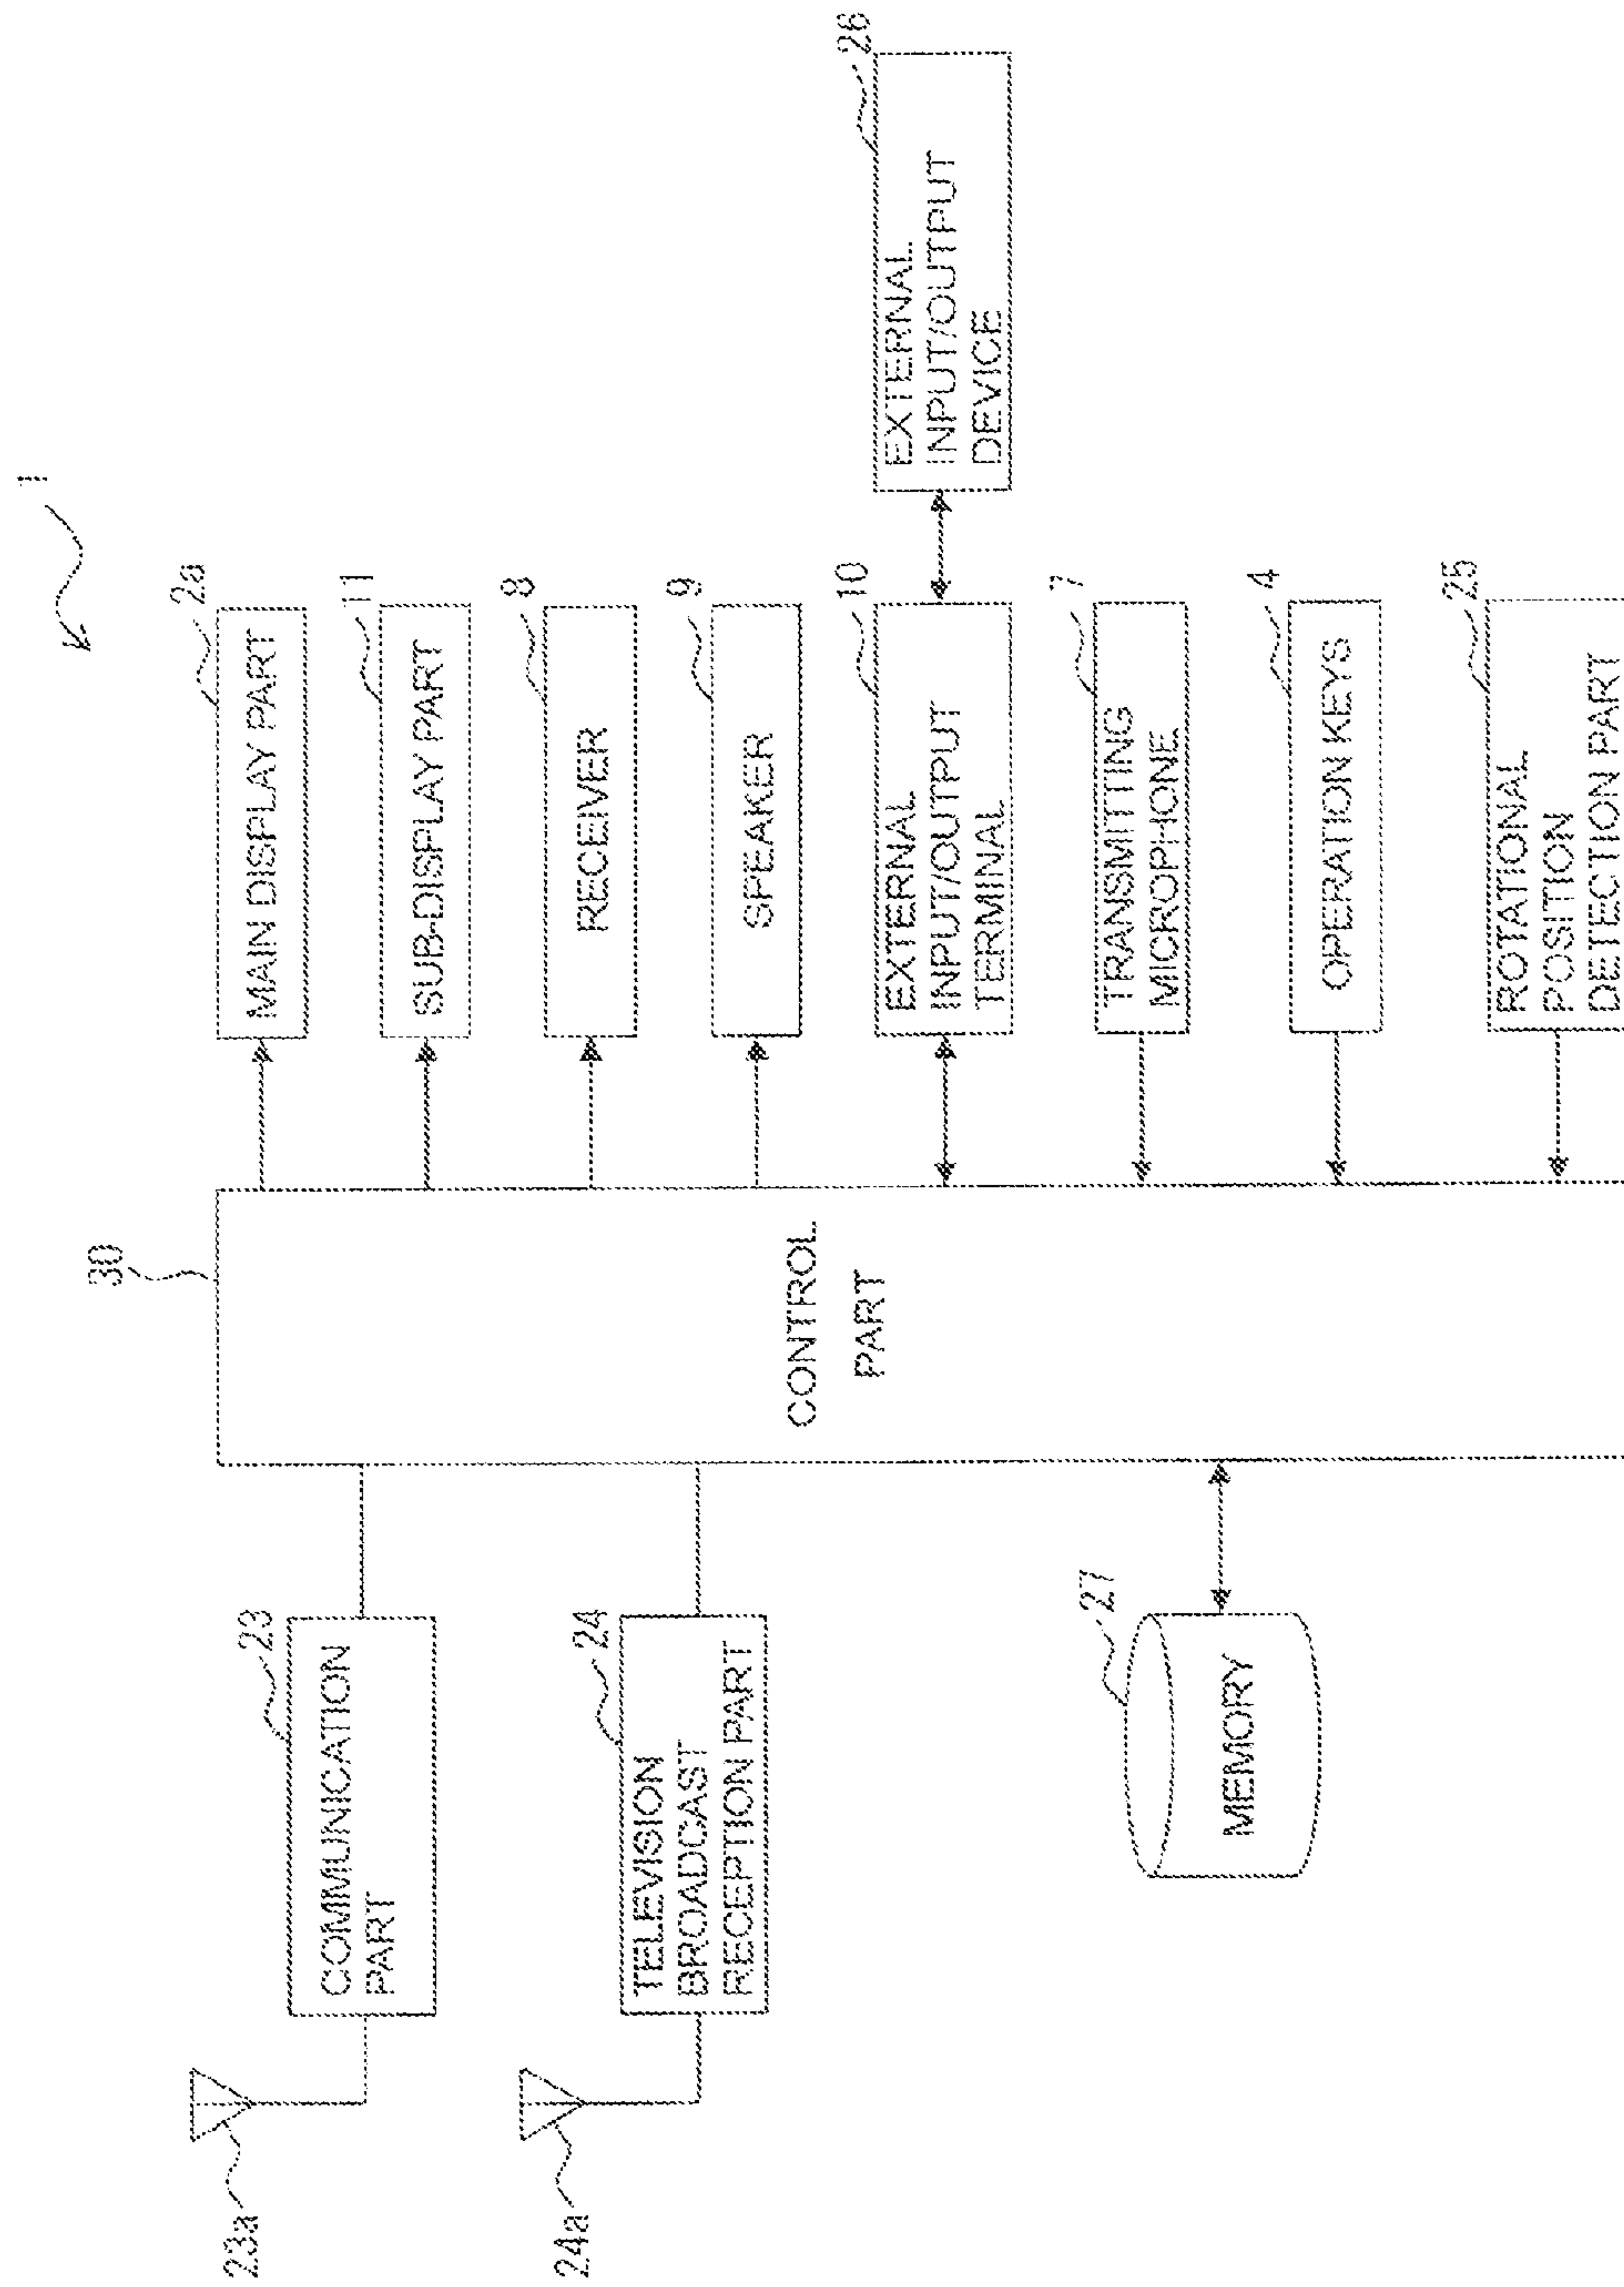 1
30
23a
23
COMMUNICATION
PART
24a
24
TELEVISION
BROADCAST
RECEPTION PART
27
MEMORY
CONTROL
PART
2a
MAIN DISPLAY PART
11
SUB-DISPLAY PART
8
RECEIVER
9
SPEAKER
10
EXTERNAL
INPUT/OUTPUT
TERMINAL
26
EXTERNAL
INPUT/OUTPUT
DEVICE
7
TRANSMITTING
MICROPHONE
4
OPERATION KEYS
25
ROTATIONAL
POSITION
DETECTION PART